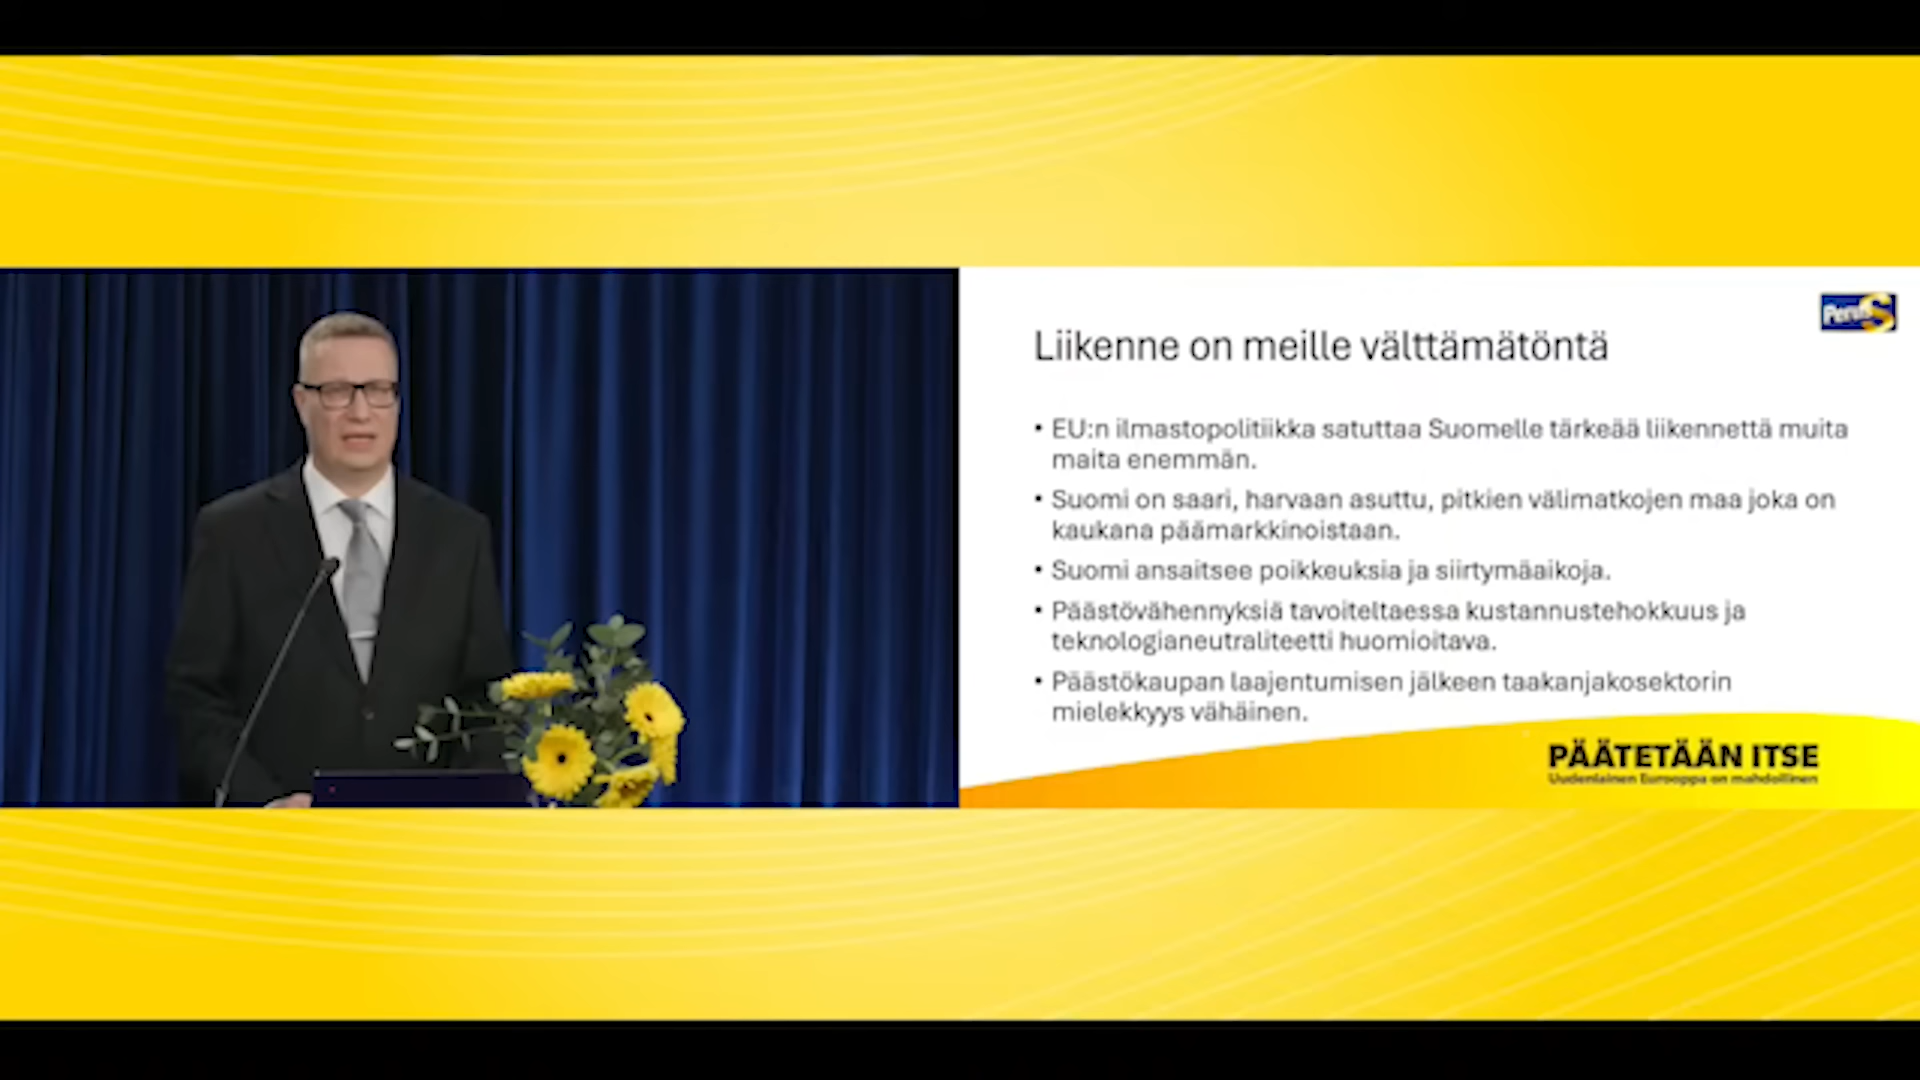 PerusS
Liikenne on meille välttämätöntä
• EU:n ilmastopolitiikka satuttaa Suomelle tärkeää liikennettä muita
maita enemmän.
• Suomi on saari, harvaan asuttu, pitkien välimatkojen maa joka on
kaukana päämarkkinoistaan.
• Suomi ansaitsee poikkeuksia ja siirtymäaikoja.
• Päästövähennyksiä tavoiteltaessa kustannustehokkuus ja
teknologianeutraliteetti huomioitava.
• Päästökaupan laajentumisen jälkeen taakanjakosektorin
mielekkyys vähäinen.
PÄÄTETÄÄN ITSE
Uudenlainen Eurooppa on mahdollinen